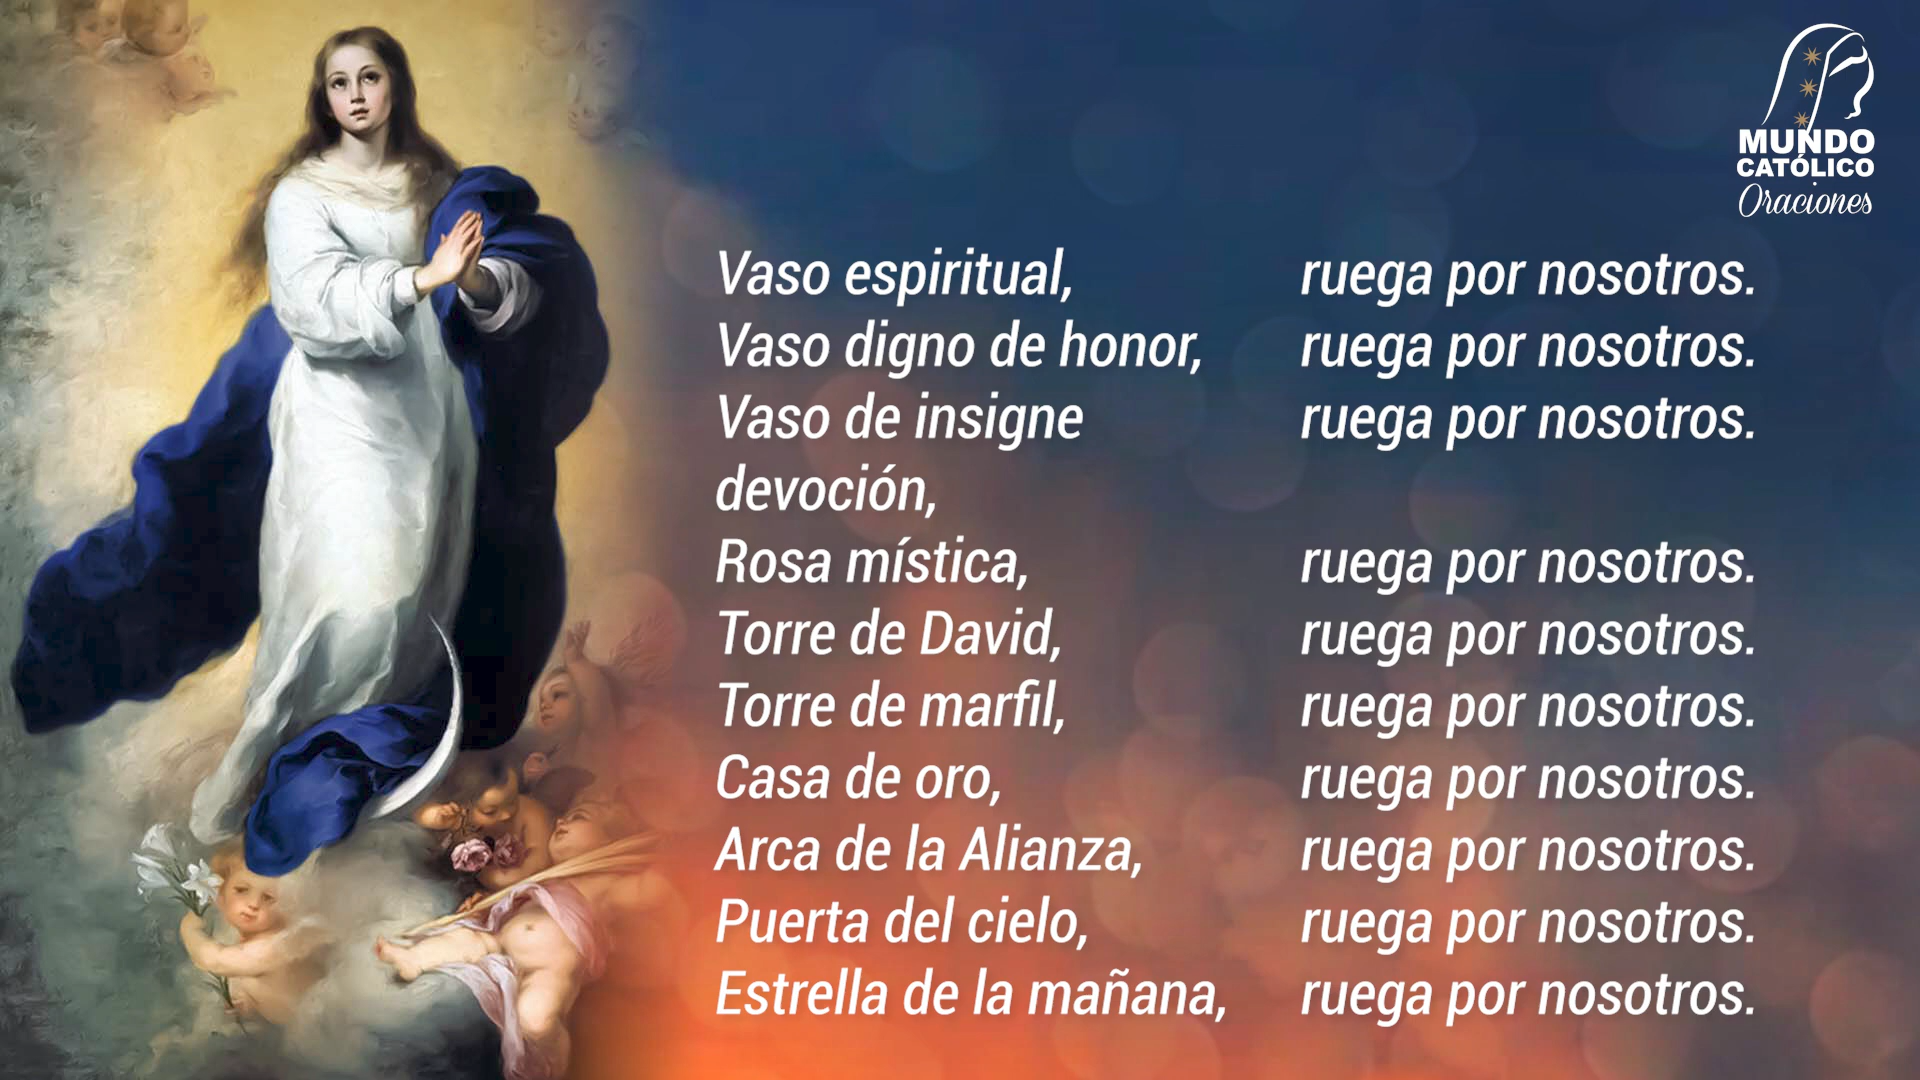 MUNDO
CATÓLICO
Oraciones
Vaso espiritual, ruega por nosotros.
Vaso digno de honor, ruega por nosotros.
Vaso de insigne ruega por nosotros.
devoción,
Rosa mística, ruega por nosotros.
Torre de David, ruega por nosotros.
Torre de marfil, ruega por nosotros.
Casa de oro, ruega por nosotros.
Arca de la Alianza, ruega por nosotros.
Puerta del cielo, ruega por nosotros.
Estrella de la mañana, ruega por nosotros.